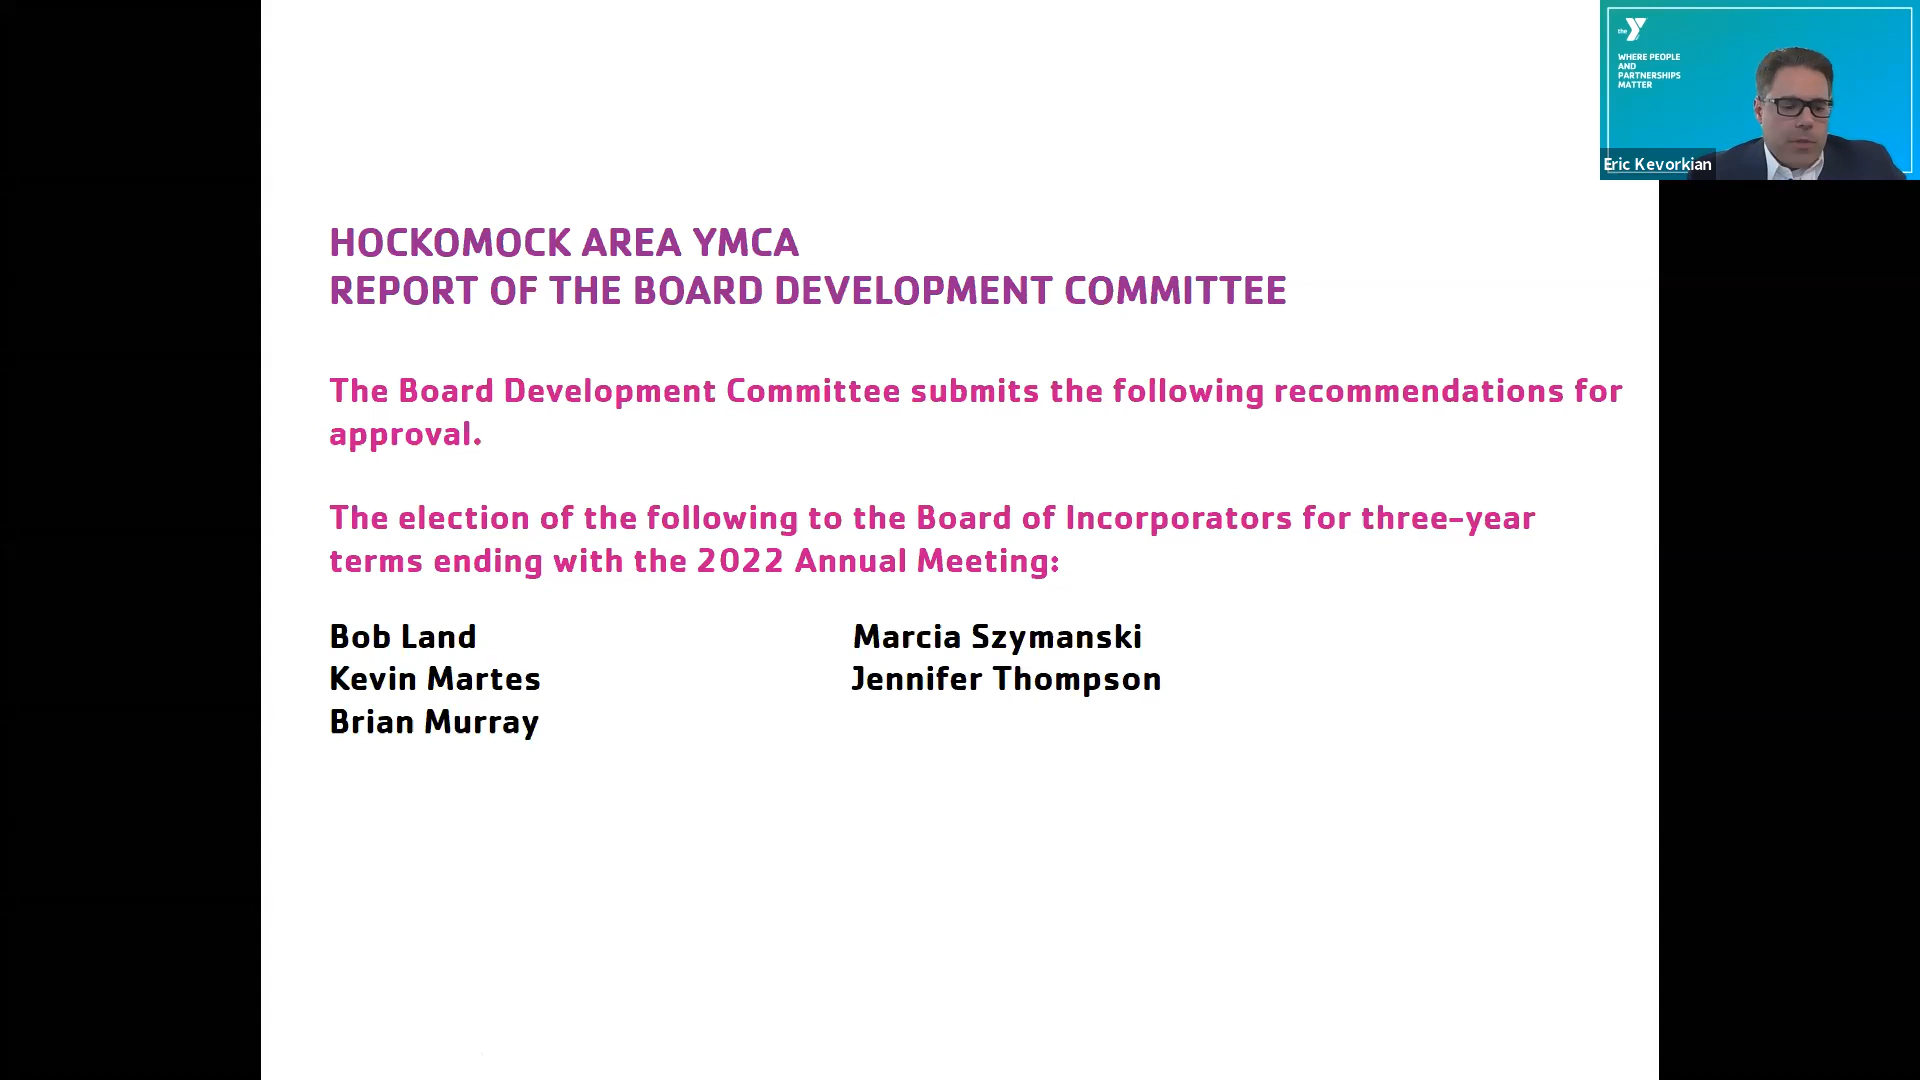 the Y
WHERE PEOPLE
AND
PARTNERSHIPS
MATTER
Eric Kevorkian
HOCKOMOCK AREA YMCA
REPORT OF THE BOARD DEVELOPMENT COMMITTEE
The Board Development Committee submits the following recommendations for
approval.
The election of the following to the Board of Incorporators for three-year
terms ending with the 2022 Annual Meeting:
Bob Land
Kevin Martes
Brian Murray
Marcia Szymanski
Jennifer Thompson